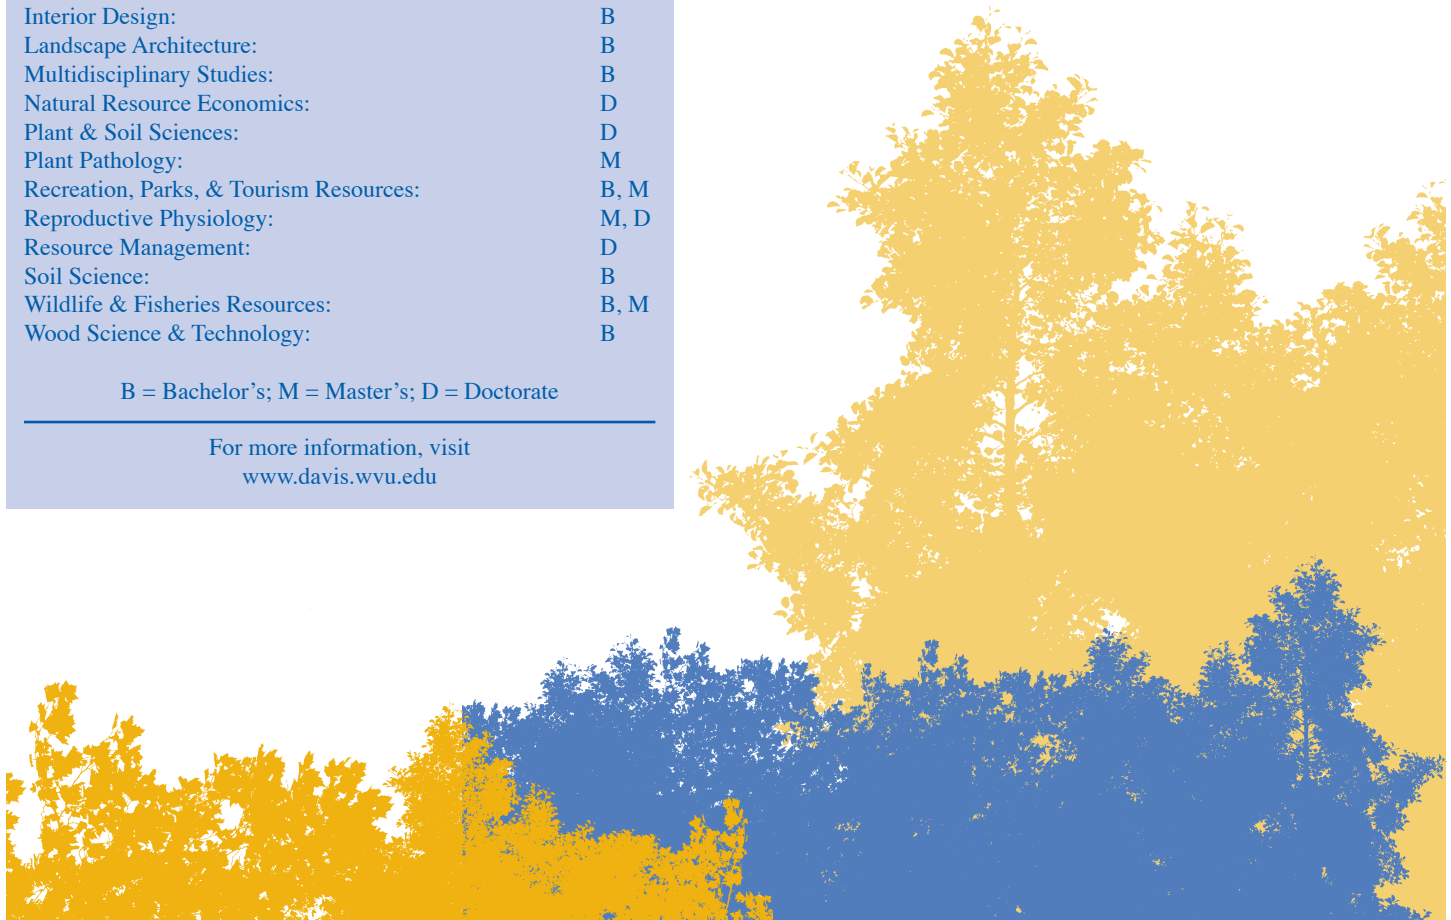 Interior Design: B
Landscape Architecture: B
Multidisciplinary Studies: B
Natural Resource Economics: D
Plant & Soil Sciences: D
Plant Pathology: M
Recreation, Parks, & Tourism Resources: B, M
Reproductive Physiology: M, D
Resource Management: D
Soil Science: B
Wildlife & Fisheries Resources: B, M
Wood Science & Technology: B
B = Bachelor’s; M = Master’s; D = Doctorate
For more information, visit
www.davis.wvu.edu